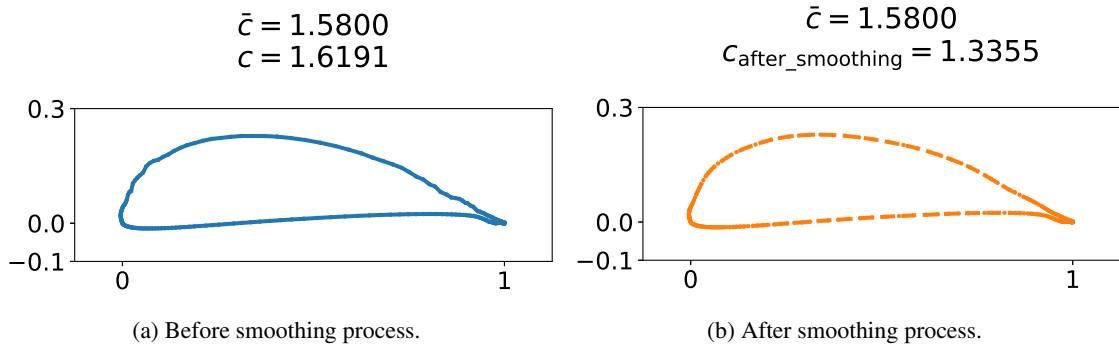 c̄ = 1.5800
c = 1.6191
0.3
0.0
−0.1
0
1
(a) Before smoothing process.
c̄ = 1.5800
c_after_smoothing = 1.3355
0.3
0.0
−0.1
0
1
(b) After smoothing process.